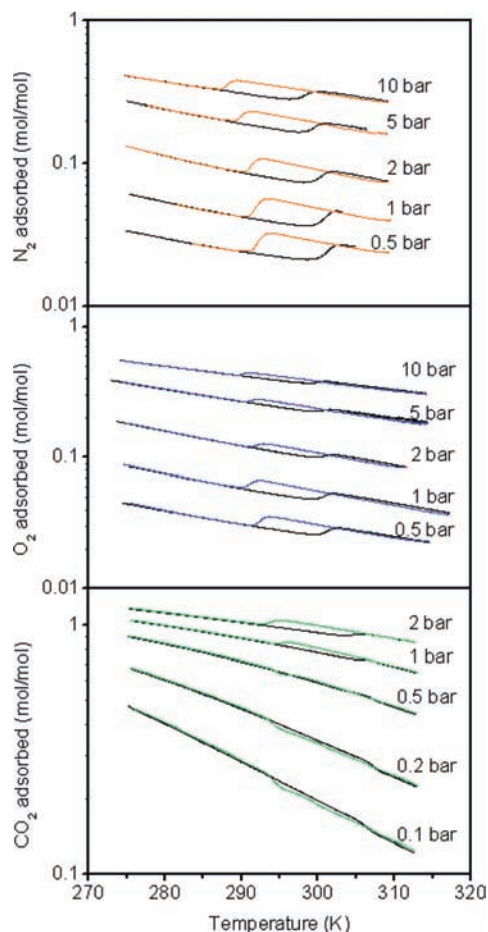 N₂ adsorbed (mol/mol)
1
0.1
0.01
10 bar
5 bar
2 bar
1 bar
0.5 bar
O₂ adsorbed (mol/mol)
1
0.1
0.01
10 bar
5 bar
2 bar
1 bar
0.5 bar
CO₂ adsorbed (mol/mol)
1
0.1
2 bar
1 bar
0.5 bar
0.2 bar
0.1 bar
270 280 290 300 310 320
Temperature (K)